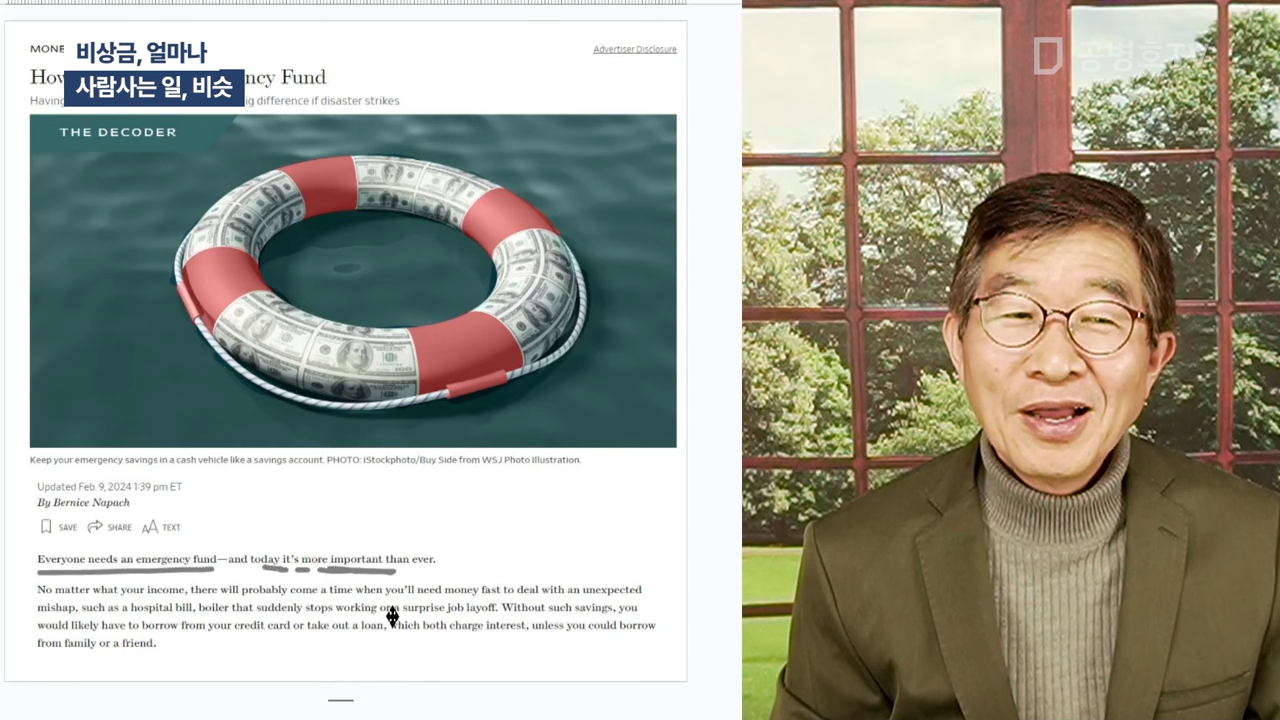 MONE
비상금, 얼마나
Advertiser Disclosure
How
ncy Fund
사람사는 일, 비슷
Having
ng difference if disaster strikes
THE DECODER
Keep your emergency savings in a cash vehicle like a savings account. PHOTO: iStockphoto/Buy Side from WSJ Photo Illustration.
Updated Feb. 9, 2024 1:39 pm ET
By Bernice Napach
SAVE SHARE TEXT
Everyone needs an emergency fund—and today it's more important than ever.
No matter what your income, there will probably come a time when you'll need money fast to deal with an unexpected
mishap, such as a hospital bill, boiler that suddenly stops working or a surprise job layoff. Without such savings, you
would likely have to borrow from your credit card or take out a loan, which both charge interest, unless you could borrow
from family or a friend.
공병호TV